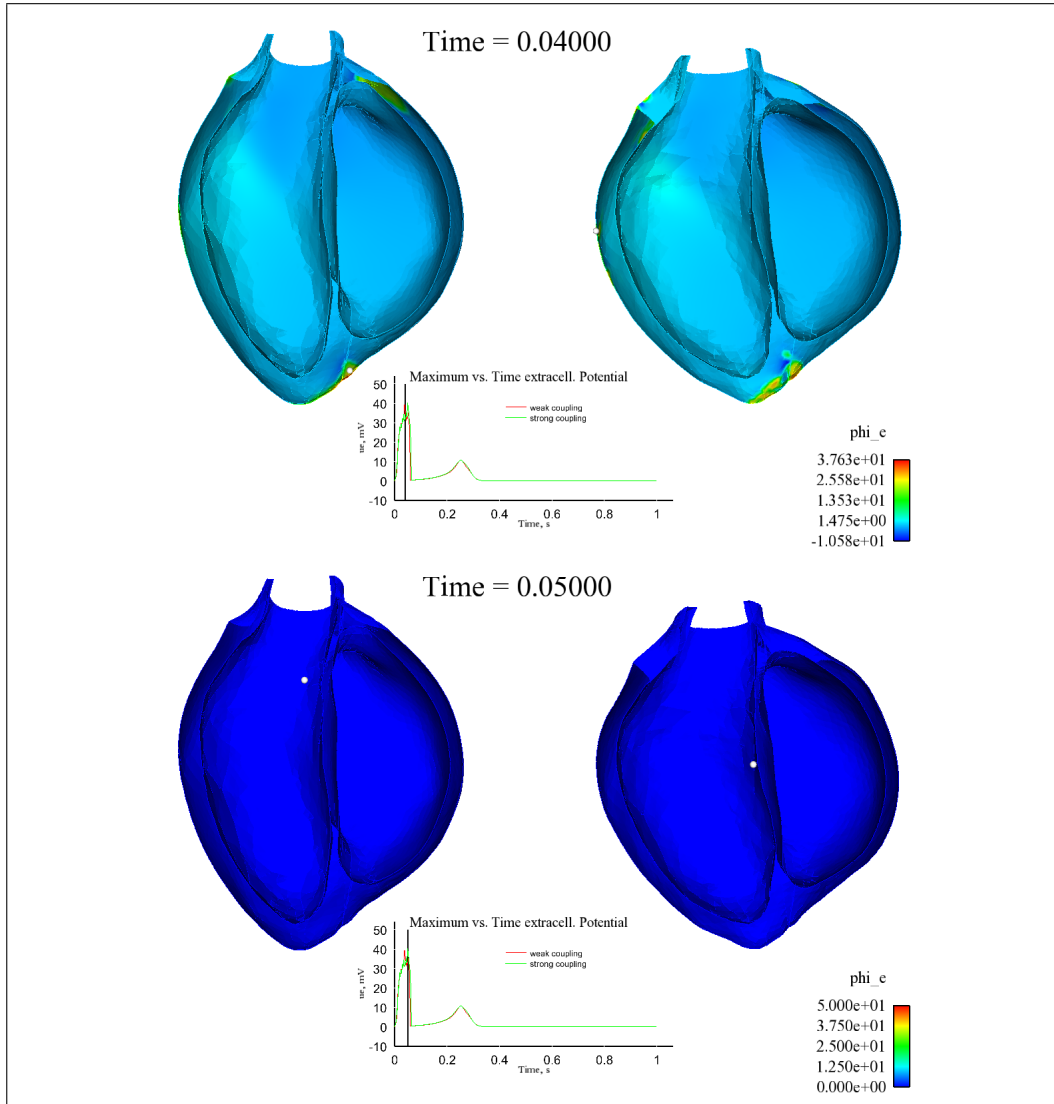 Time = 0.04000
Maximum vs. Time extracell. Potential
50
40
30
20
10
0
-10
ue, mV
weak coupling
strong coupling
0
0.2
0.4
0.6
0.8
1
Time, s
phi_e
3.763e+01
2.558e+01
1.353e+01
1.475e+00
-1.058e+01
Time = 0.05000
Maximum vs. Time extracell. Potential
50
40
30
20
10
0
-10
ue, mV
weak coupling
strong coupling
0
0.2
0.4
0.6
0.8
1
Time, s
phi_e
5.000e+01
3.750e+01
2.500e+01
1.250e+01
0.000e+00